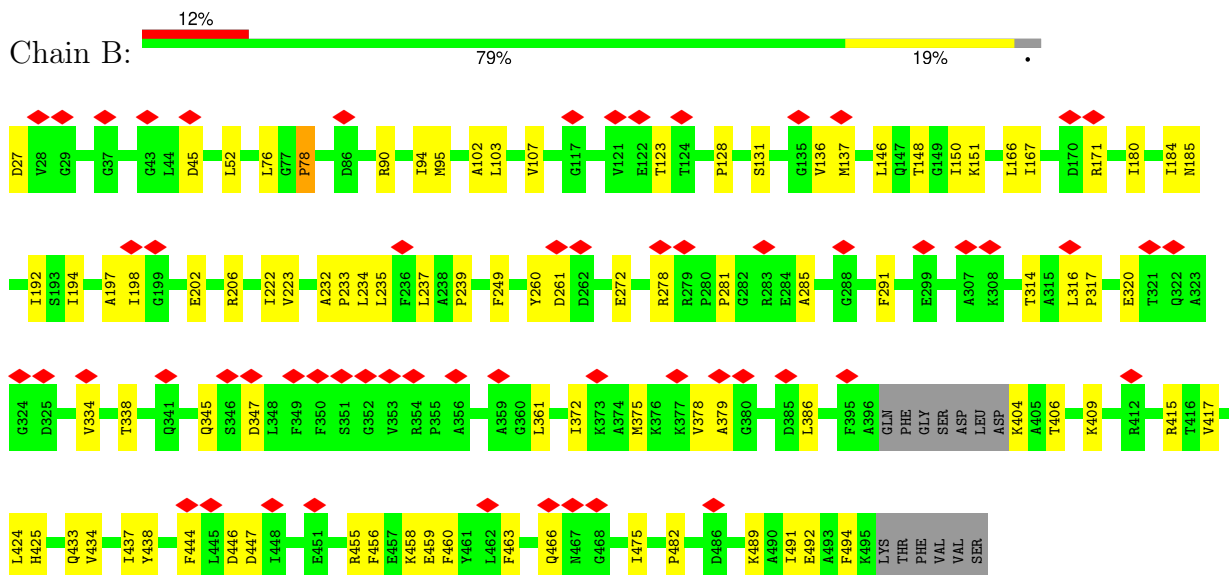 12%
Chain B:
79% 19% •
D27 V28 G29 G37 G43 L44 D45 L52 L76 G77 P78 D86 R90 I94 M95 A102 L103 V107 G117 V121 E122 T123 T124 P128 S131 G135 V136 M137 L146 Q147 T148 G149 I150 K151 L166 I167 D170 R171 I180 I184 N185
I192 S193 I194 A197 I198 G199 E202 R206 I222 V223 A232 P233 L234 L235 F236 L237 A238 P239 F249 Y260 D261 D262 E272 R278 R279 P280 P281 G282 R283 E284 A285 G288 F291 E299 A307 K308 T314 A315 L316 P317 E320 T321 Q322 A323
G324 D325 V334 T338 Q341 Q345 S346 D347 L348 F349 F350 S351 G352 V353 R354 P355 A356 A359 G360 L361 I372 K373 A374 M375 K376 K377 V378 A379 G380 D385 L386 F395 A396 GLN PHE GLY SER ASP LEU ASP K404 A405 T406 K409 R412 R415 T416 V417
L424 H425 Q433 V434 I437 Y438 F444 L445 D446 D447 I448 E451 R455 F456 E457 K458 E459 F460 Y461 L462 F463 Q466 N467 G468 I475 P482 D486 K489 A490 I491 E492 A493 F494 K495 LYS THR PHE VAL VAL SER